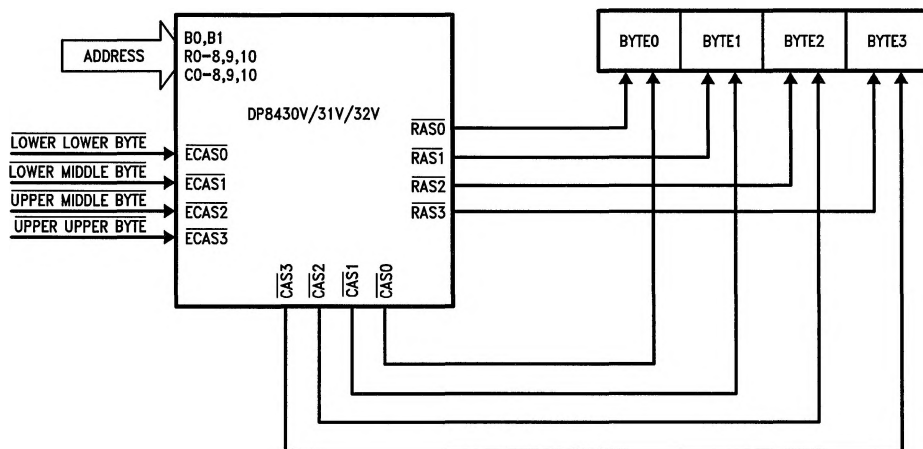 ADDRESS
B0,B1
R0-8,9,10
C0-8,9,10
DP8430V/31V/32V
LOWER LOWER BYTE
LOWER MIDDLE BYTE
UPPER MIDDLE BYTE
UPPER UPPER BYTE
ECAS0
ECAS1
ECAS2
ECAS3
RAS0
RAS1
RAS2
RAS3
CAS3
CAS2
CAS1
CAS0
BYTE0
BYTE1
BYTE2
BYTE3